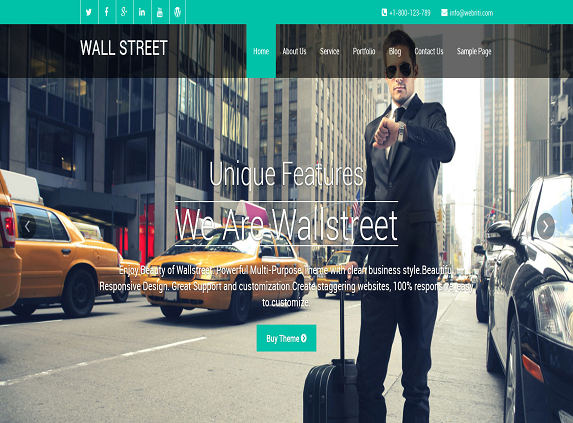 +1-800-123-789 info@webriti.com
WALL STREET
Home About Us Service Portfolio Blog Contact Us Sample Page
Unique Features
We Are Wallstreet
Enjoy Beauty of Wallstreet. Powerful Multi-Purpose Theme with clean business style.Beautiful
Responsive Design. Great Support and customization.Create staggering websites, 100% responsive, easy
to customize.
Buy Theme